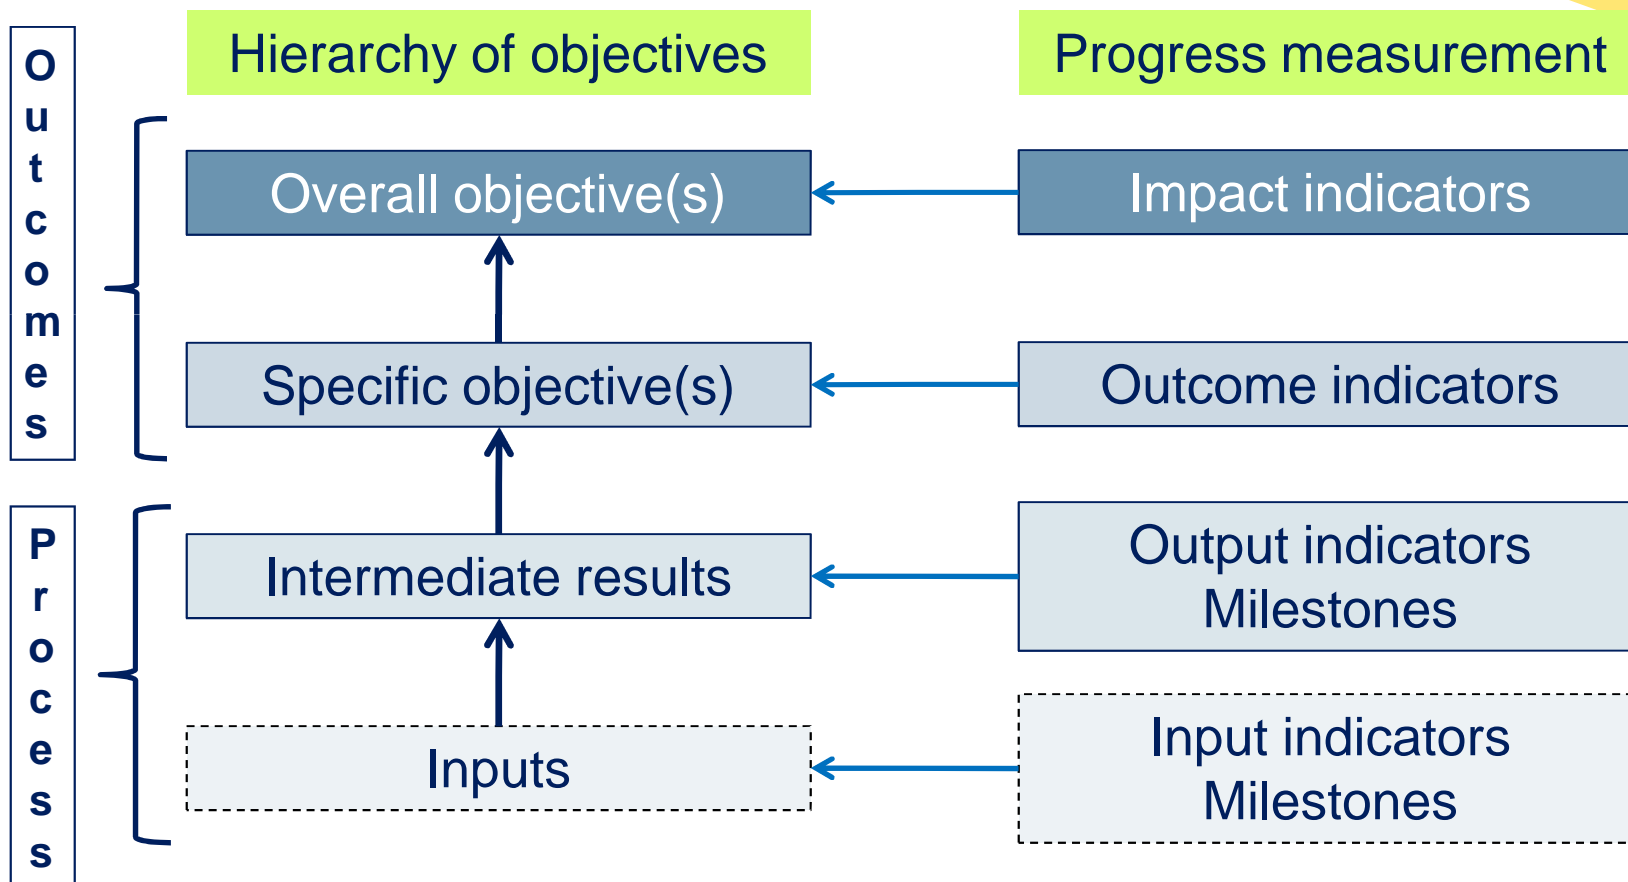 Outcomes
Hierarchy of objectives
Progress measurement
Overall objective(s)
Impact indicators
Specific objective(s)
Outcome indicators
Process
Intermediate results
Output indicators
Milestones
Inputs
Input indicators
Milestones